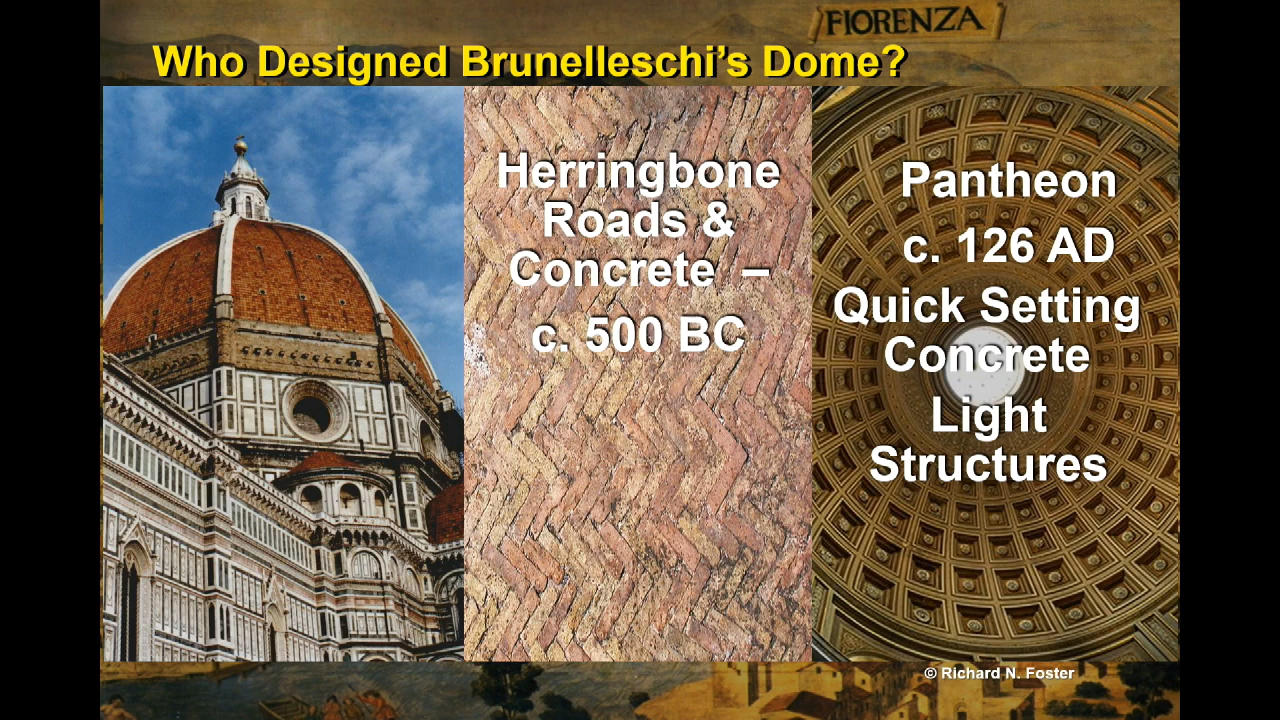 FIORENZA
Who Designed Brunelleschi's Dome?
Herringbone
Roads &
Concrete –
c. 500 BC
Pantheon
c. 126 AD
Quick Setting
Concrete
Light
Structures
© Richard N. Foster